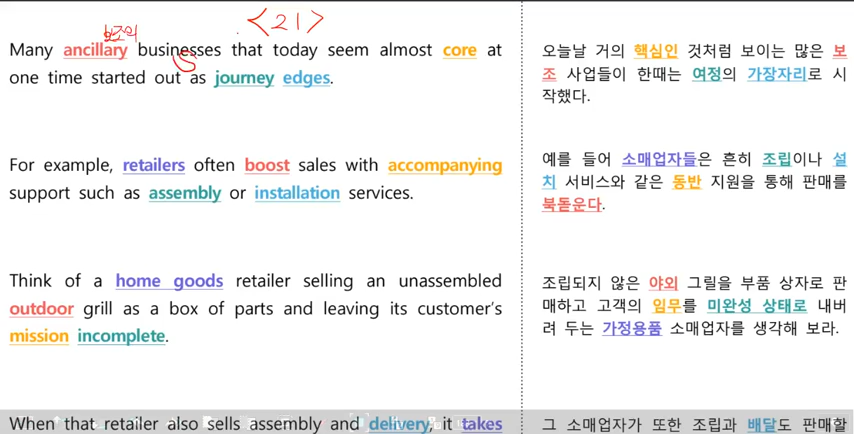 <21>
보조의
Many ancillary businesses that today seem almost core at
one time started out as journey edges.
S
오늘날 거의 핵심인 것처럼 보이는 많은 보
조 사업들이 한때는 여정의 가장자리로 시
작했다.
For example, retailers often boost sales with accompanying
support such as assembly or installation services.
예를 들어 소매업자들은 흔히 조립이나 설
치 서비스와 같은 동반 지원을 통해 판매를
북돋운다.
Think of a home goods retailer selling an unassembled
outdoor grill as a box of parts and leaving its customer's
mission incomplete.
조립되지 않은 야외 그릴을 부품 상자로 판
매하고 고객의 임무를 미완성 상태로 내버
려 두는 가정용품 소매업자를 생각해 보라.
When that retailer also sells assembly and delivery, it takes
그 소매업자가 또한 조립과 배달도 판매할